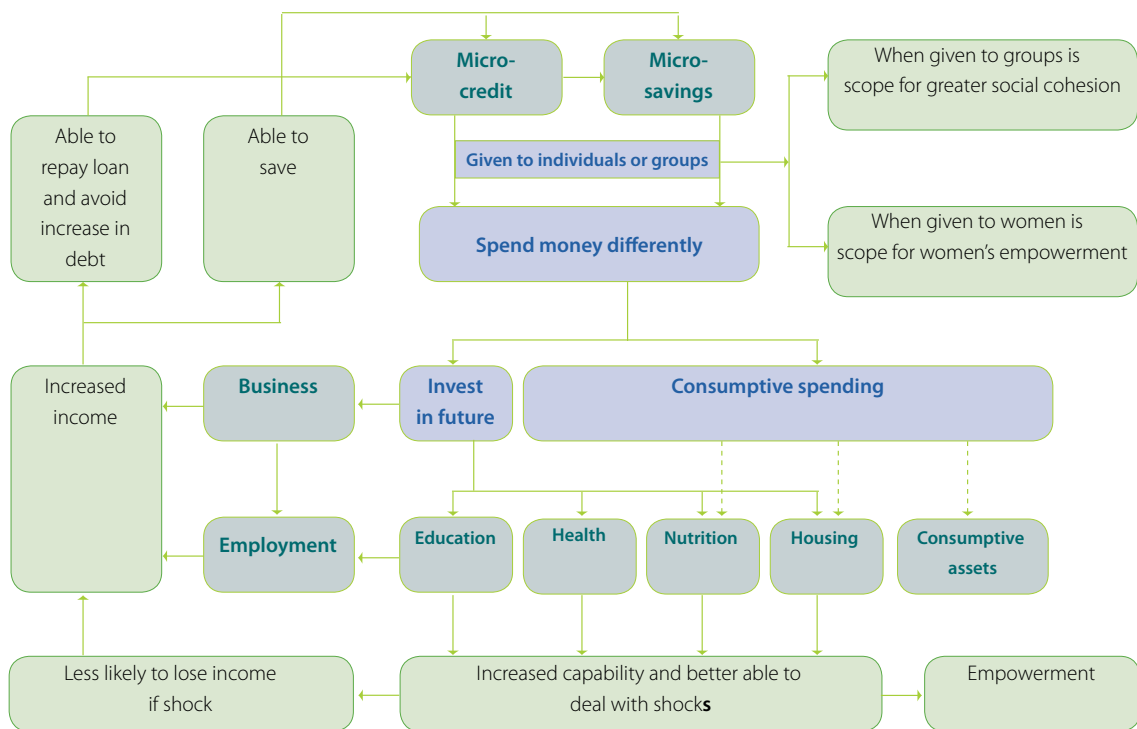 Micro-
credit
Micro-
savings
When given to groups is
scope for greater social cohesion
Able to
repay loan
and avoid
increase in
debt
Able to
save
Given to individuals or groups
When given to women is
scope for women’s empowerment
Spend money differently
Increased
income
Business
Invest
in future
Consumptive spending
Employment
Education
Health
Nutrition
Housing
Consumptive
assets
Less likely to lose income
if shock
Increased capability and better able to
deal with shocks
Empowerment